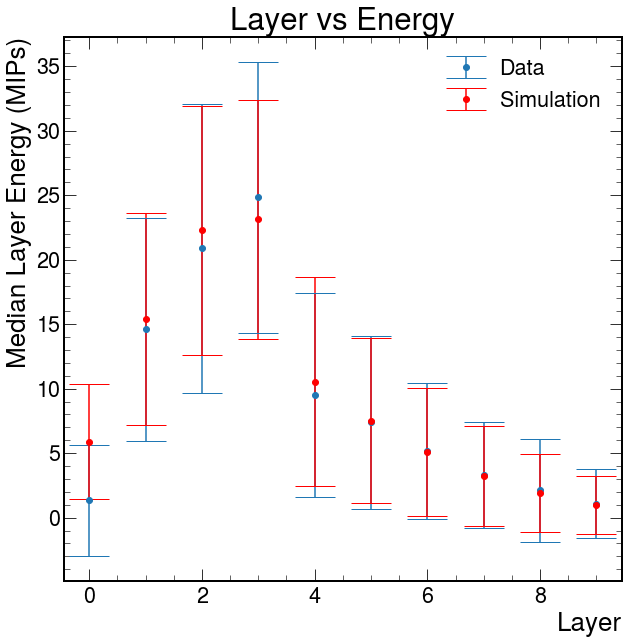 Layer vs Energy
Median Layer Energy (MIPs)
35
30
25
20
15
10
5
0
Data
Simulation
0 2 4 6 8
Layer